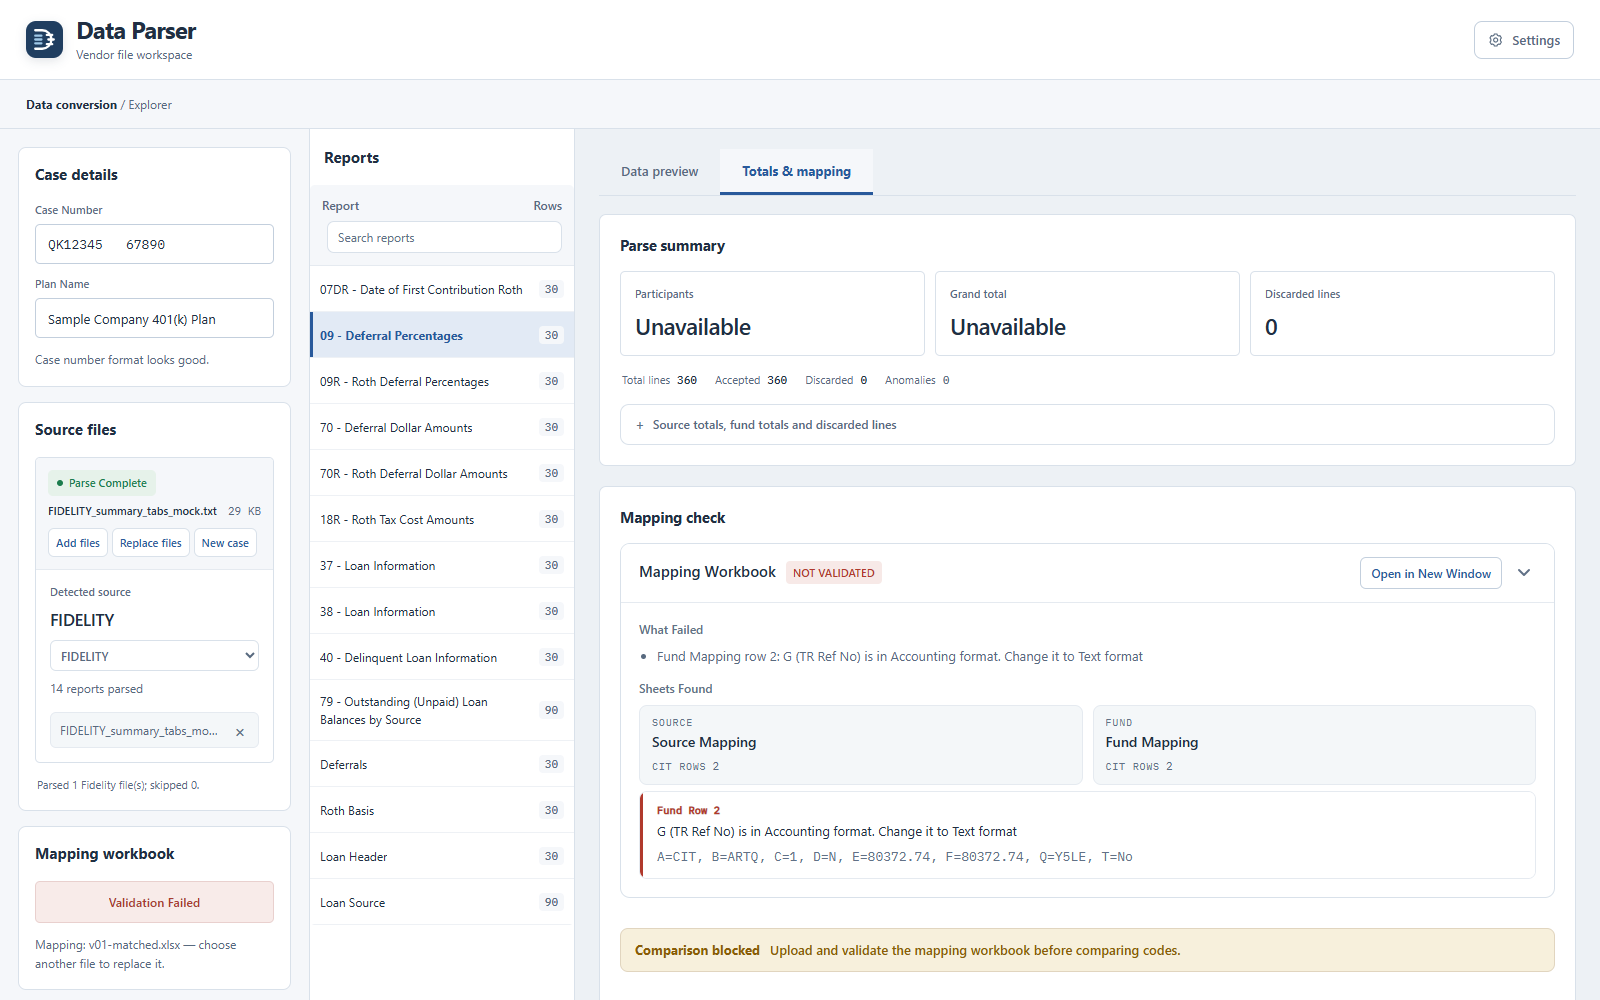 Data Parser
Vendor file workspace
Settings
Data conversion / Explorer
Case details
Case Number
QK12345   67890
Plan Name
Sample Company 401(k) Plan
Case number format looks good.
Source files
Parse Complete
FIDELITY_summary_tabs_mock.txt 29 KB
Add files
Replace files
New case
Detected source
FIDELITY
FIDELITY
14 reports parsed
FIDELITY_summary_tabs_mo... ×
Parsed 1 Fidelity file(s); skipped 0.
Mapping workbook
Validation Failed
Mapping: v01-matched.xlsx — choose
another file to replace it.
Reports
Report Rows
Search reports
07DR - Date of First Contribution Roth 30
09 - Deferral Percentages 30
09R - Roth Deferral Percentages 30
70 - Deferral Dollar Amounts 30
70R - Roth Deferral Dollar Amounts 30
18R - Roth Tax Cost Amounts 30
37 - Loan Information 30
38 - Loan Information 30
40 - Delinquent Loan Information 30
79 - Outstanding (Unpaid) Loan
Balances by Source 90
Deferrals 30
Roth Basis 30
Loan Header 30
Loan Source 90
Data preview
Totals & mapping
Parse summary
Participants
Unavailable
Grand total
Unavailable
Discarded lines
0
Total lines 360 Accepted 360 Discarded 0 Anomalies 0
+ Source totals, fund totals and discarded lines
Mapping check
Mapping Workbook NOT VALIDATED
Open in New Window
What Failed
• Fund Mapping row 2: G (TR Ref No) is in Accounting format. Change it to Text format
Sheets Found
SOURCE
Source Mapping
CIT ROWS 2
FUND
Fund Mapping
CIT ROWS 2
Fund Row 2
G (TR Ref No) is in Accounting format. Change it to Text format
A=CIT, B=ARTQ, C=1, D=N, E=80372.74, F=80372.74, Q=Y5LE, T=No
Comparison blocked Upload and validate the mapping workbook before comparing codes.